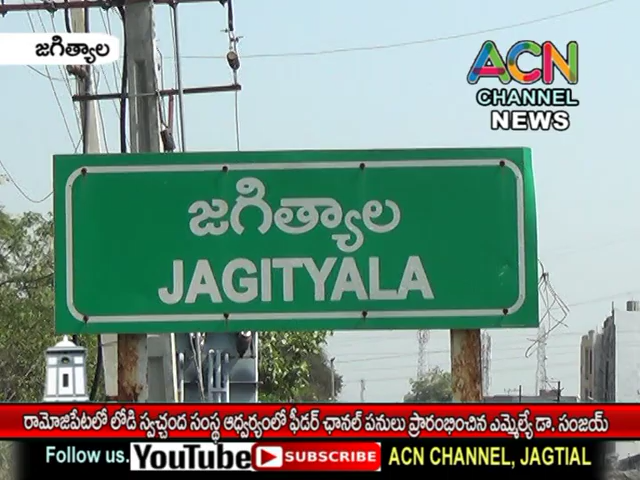 జగిత్యాల
ACN
CHANNEL
NEWS
జగిత్యాల
JAGITYALA
రామోజిపేటలో లోడి స్వచ్చంద సంస్థ ఆధ్వర్యంలో ఫీడర్ ఛానల్ పనులు ప్రారంభించిన ఎమ్మెల్యే డా. సంజయ్
Follow us. YouTube SUBSCRIBE ACN CHANNEL, JAGTIAL